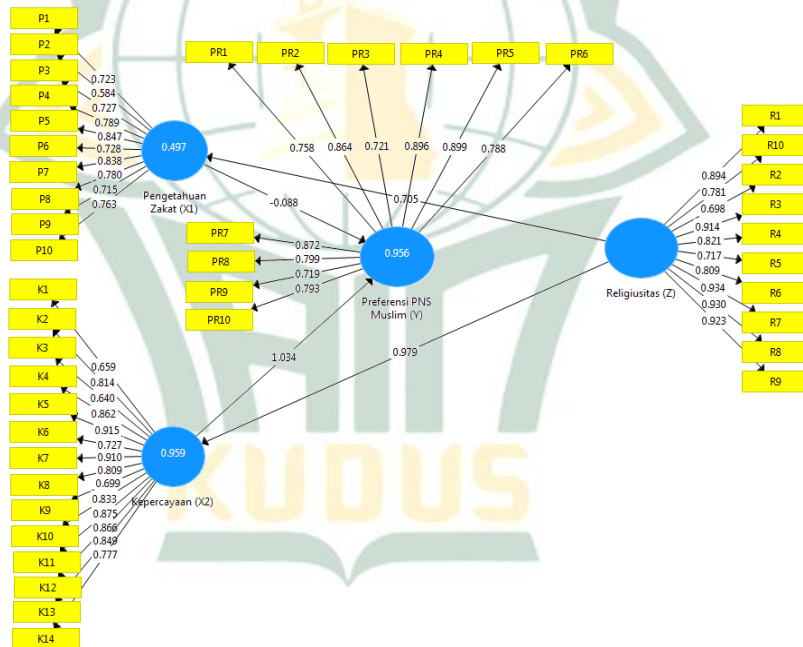 P1
P2
P3
P4
P5
P6
P7
P8
P9
P10
0.723
0.584
0.727
0.789
0.847
0.728
0.838
0.780
0.715
0.763
0.497
Pengetahuan
Zakat (X1)
PR1
PR2
PR3
PR4
PR5
PR6
0.758
0.864
0.721
0.896
0.899
0.788
0.705
-0.088
PR7
PR8
PR9
PR10
0.872
0.799
0.719
0.793
0.956
Preferensi PNS
Muslim (Y)
R1
R10
R2
R3
R4
R5
R6
R7
R8
R9
0.894
0.781
0.698
0.914
0.821
0.717
0.809
0.934
0.930
0.923
Religiusitas (Z)
1.034
0.979
K1
K2
K3
K4
K5
K6
K7
K8
K9
K10
K11
K12
K13
K14
0.659
0.814
0.640
0.862
0.915
0.727
0.910
0.809
0.699
0.833
0.875
0.866
0.849
0.777
0.959
Kepercayaan (X2)
KUDUS